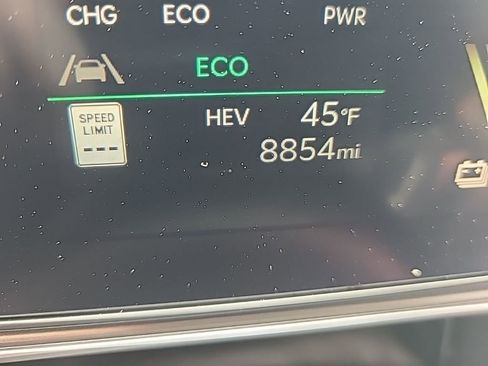 CHG ECO PWR
ECO
SPEED LIMIT ---
HEV 45°F
8854mi